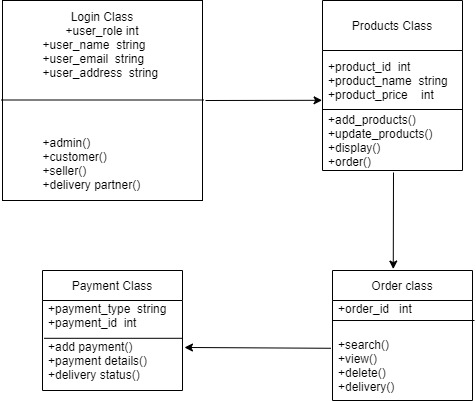 Login Class
+user_role int
+user_name string
+user_email string
+user_address string
+admin()
+customer()
+seller()
+delivery partner()
Products Class
+product_id int
+product_name string
+product_price int
+add_products()
+update_products()
+display()
+order()
Payment Class
+payment_type string
+payment_id int
+add payment()
+payment details()
+delivery status()
Order class
+order_id int
+search()
+view()
+delete()
+delivery()